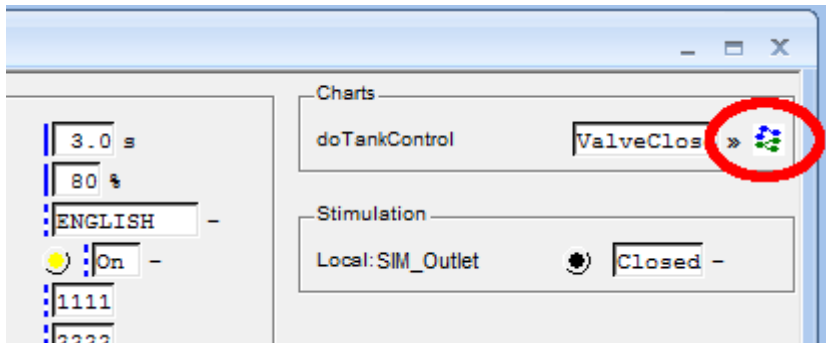 Charts
3.0 s
doTankControl ValveClos »
80 %
ENGLISH –
Stimulation
On –
Local: SIM_Outlet Closed –
1111